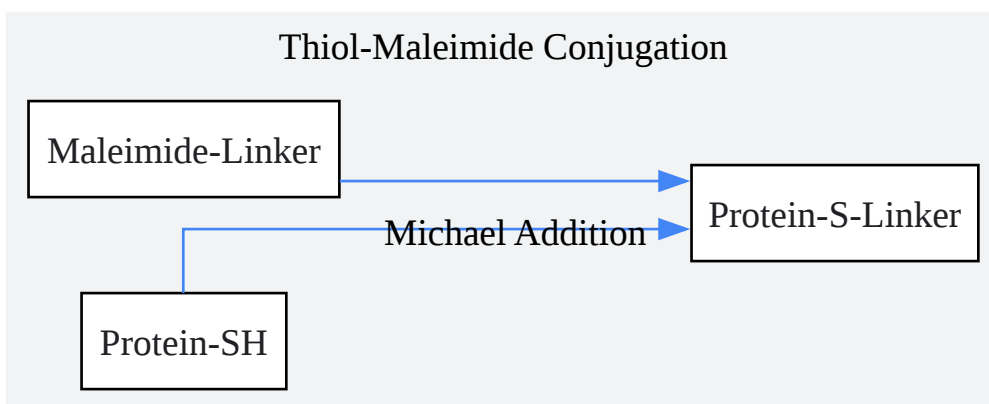 Thiol-Maleimide Conjugation
Maleimide-Linker
Protein-S-Linker
Michael Addition
Protein-SH